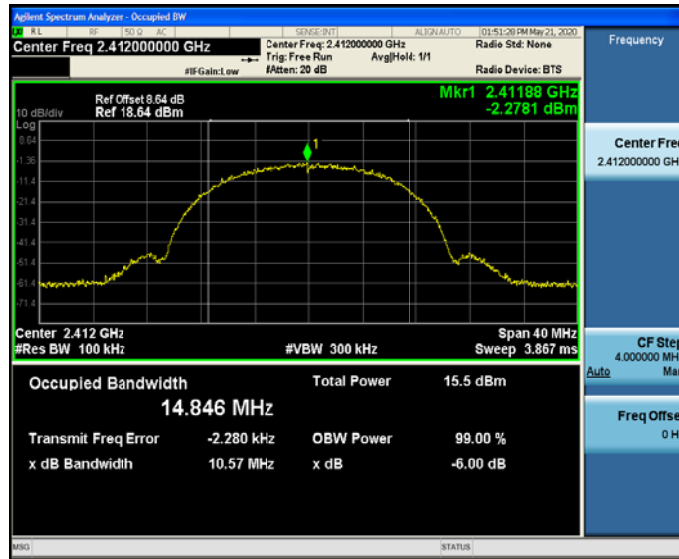 Agilent Spectrum Analyzer - Occupied BW
RL RF 50 Ω AC SENSE:INT ALIGN AUTO 01:51:28 PM May 21, 2020
Center Freq 2.412000000 GHz
Center Freq: 2.412000000 GHz
Radio Std: None
Trig: Free Run Avg|Hold: 1/1
#IFGain:Low
#Atten: 20 dB
Radio Device: BTS
Frequency
Ref Offset 8.64 dB
Mkr1 2.41188 GHz
10 dB/div Ref 18.64 dBm
-2.2781 dBm
Log
8.64
1
-1.36
-11.4
-21.4
-31.4
-41.4
-51.4
-61.4
-71.4
Center 2.412 GHz
Span 40 MHz
#Res BW 100 kHz
#VBW 300 kHz
Sweep 3.867 ms
Occupied Bandwidth
Total Power 15.5 dBm
14.846 MHz
Transmit Freq Error -2.280 kHz
OBW Power 99.00 %
x dB Bandwidth 10.57 MHz
x dB -6.00 dB
Center Fre
2.412000000 GH
CF Step
4.000000 MH
Auto Ma
Freq Offse
0 H
MSG
STATUS